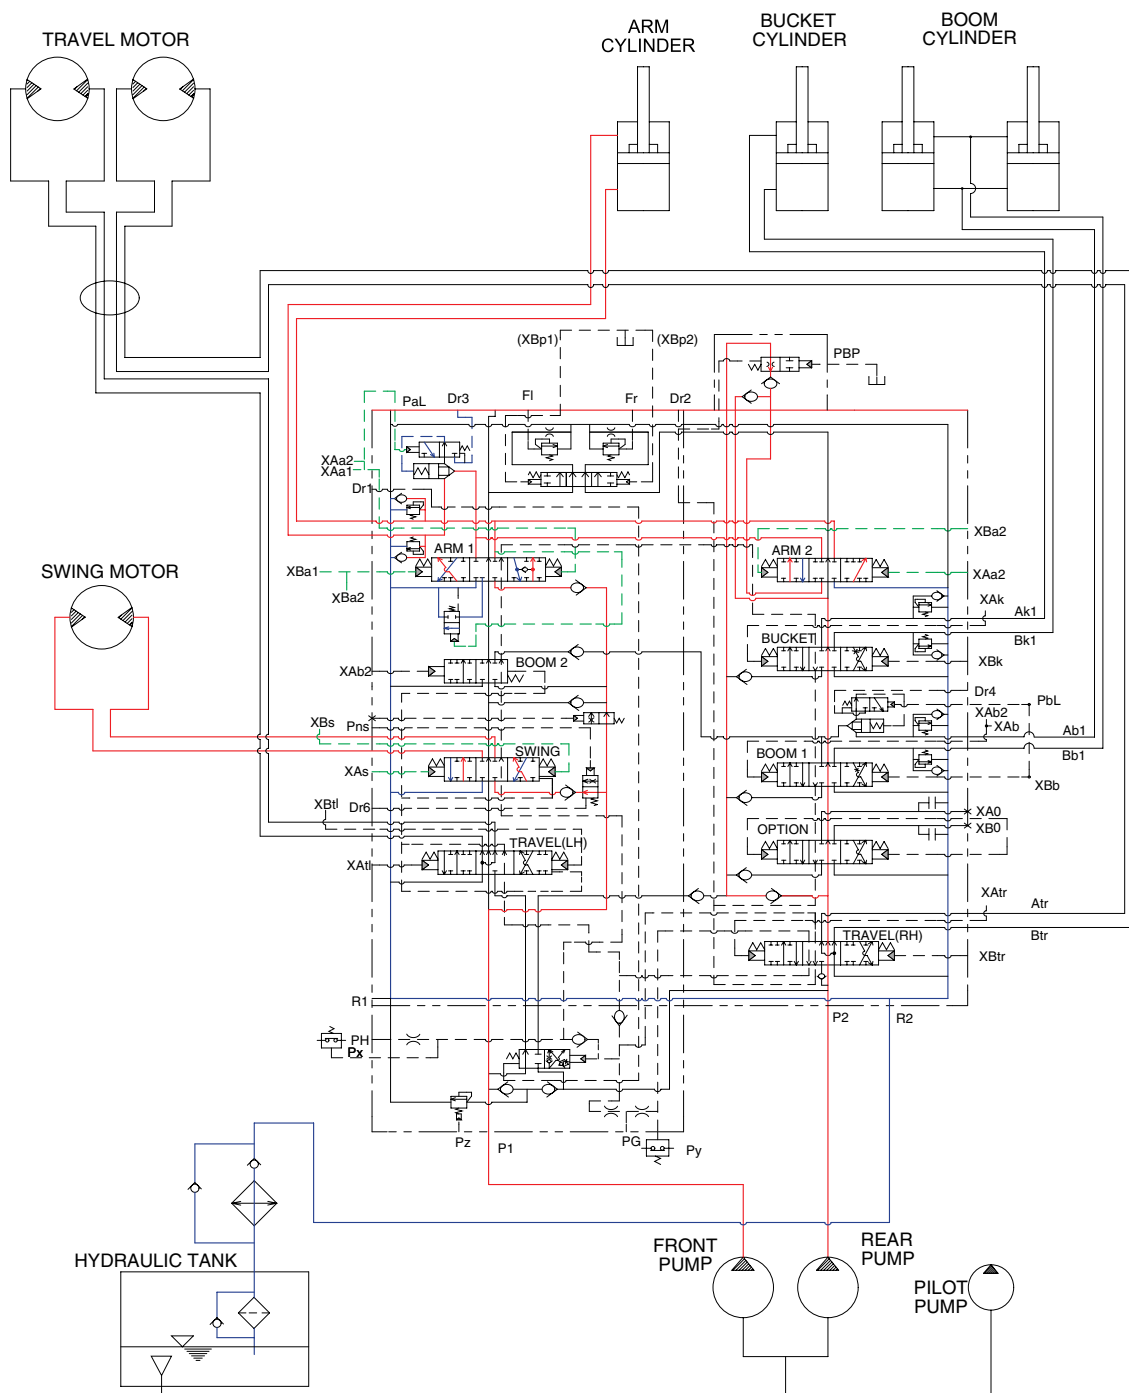 TRAVEL MOTOR
ARM
CYLINDER
BUCKET
CYLINDER
BOOM
CYLINDER
(XBp1)
(XBp2)
PBP
PaL
Dr3
Fl
Fr
Dr2
XAa2
XAa1
Dr1
XBa2
ARM 1
ARM 2
SWING MOTOR
XBa1
XBa2
XAa2
XAk
Ak1
BUCKET
Bk1
XAb2
BOOM 2
XBk
Dr4
PbL
XAb2
XAb
XBs
Pns
Ab1
SWING
BOOM 1
Bb1
XAs
XBb
XBtl
Dr6
XA0
XB0
TRAVEL(LH)
OPTION
XAtl
XAtr
Atr
TRAVEL(RH)
Btr
XBtr
R1
P2
R2
PH
Px
Pz
P1
PG
Py
HYDRAULIC TANK
FRONT
PUMP
REAR
PUMP
PILOT
PUMP